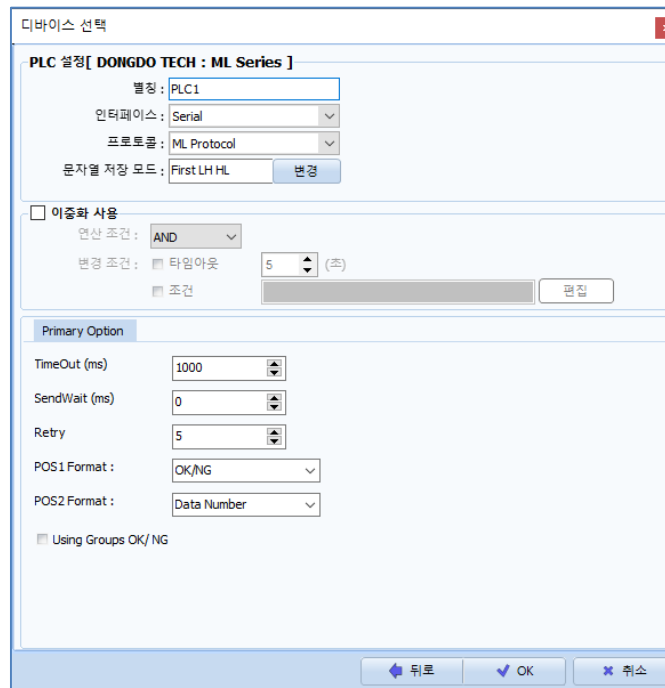 디바이스 선택
PLC 설정[ DONGDO TECH : ML Series ]
별칭 : PLC1
인터페이스 : Serial
프로토콜 : ML Protocol
문자열 저장 모드 : First LH HL 변경
이중화 사용
연산 조건 : AND
변경 조건 : 타임아웃 5 (초)
조건 편집
Primary Option
TimeOut (ms) 1000
SendWait (ms) 0
Retry 5
POS1 Format : OK/NG
POS2 Format : Data Number
Using Groups OK/ NG
뒤로 OK 취소